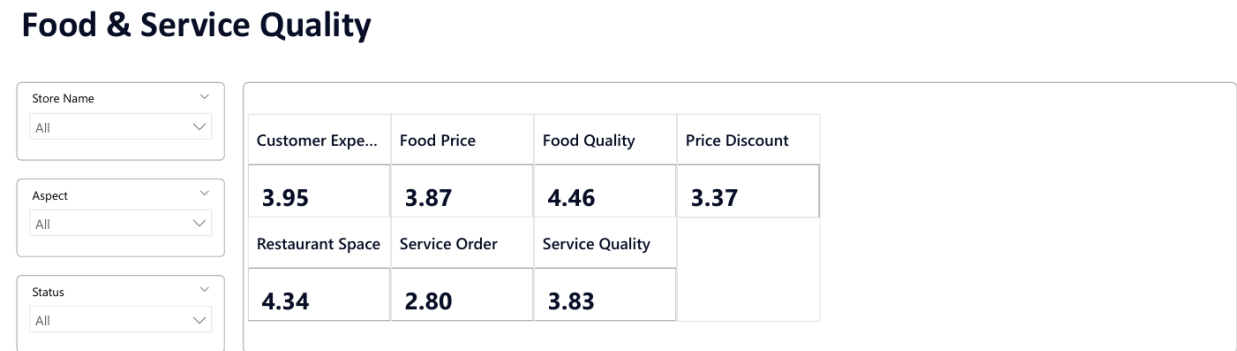 Food & Service Quality
Store Name
All
Aspect
All
Status
All
Customer Expe... Food Price Food Quality Price Discount
3.95 3.87 4.46 3.37
Restaurant Space Service Order Service Quality
4.34 2.80 3.83